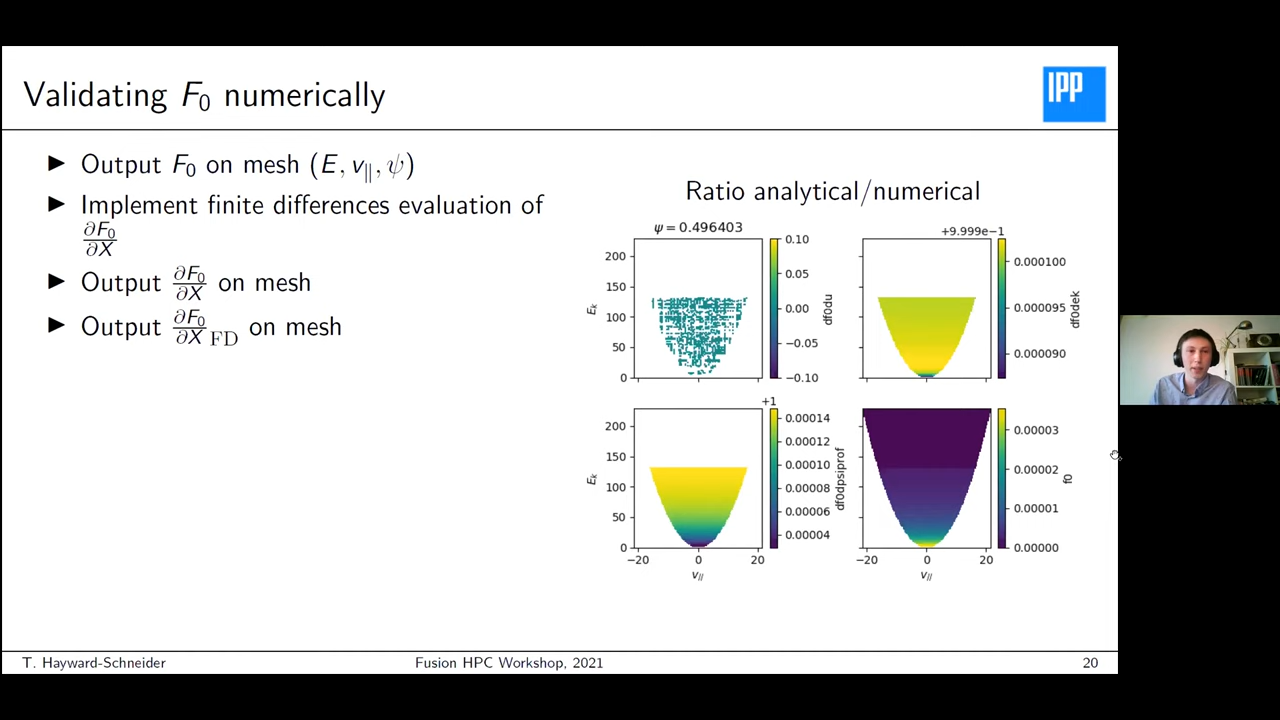 Validating F₀ numerically
IPP
▶ Output F₀ on mesh (E, v∥, ψ)
▶ Implement finite differences evaluation of
∂F₀/∂X
▶ Output ∂F₀/∂X on mesh
▶ Output ∂F₀/∂X FD on mesh
Ratio analytical/numerical
ψ = 0.496403
200
150
100
50
0
E_k
0.10
0.05
0.00
−0.05
−0.10
df0du
+9.999e−1
0.000100
0.000095
0.000090
df0dek
200
150
100
50
0
E_k
−20 0 20
v_//
+1
0.00014
0.00012
0.00010
0.00008
0.00006
0.00004
df0dpsiprof
−20 0 20
v_//
0.00003
0.00002
0.00001
0.00000
f0
T. Hayward-Schneider
Fusion HPC Workshop, 2021
20